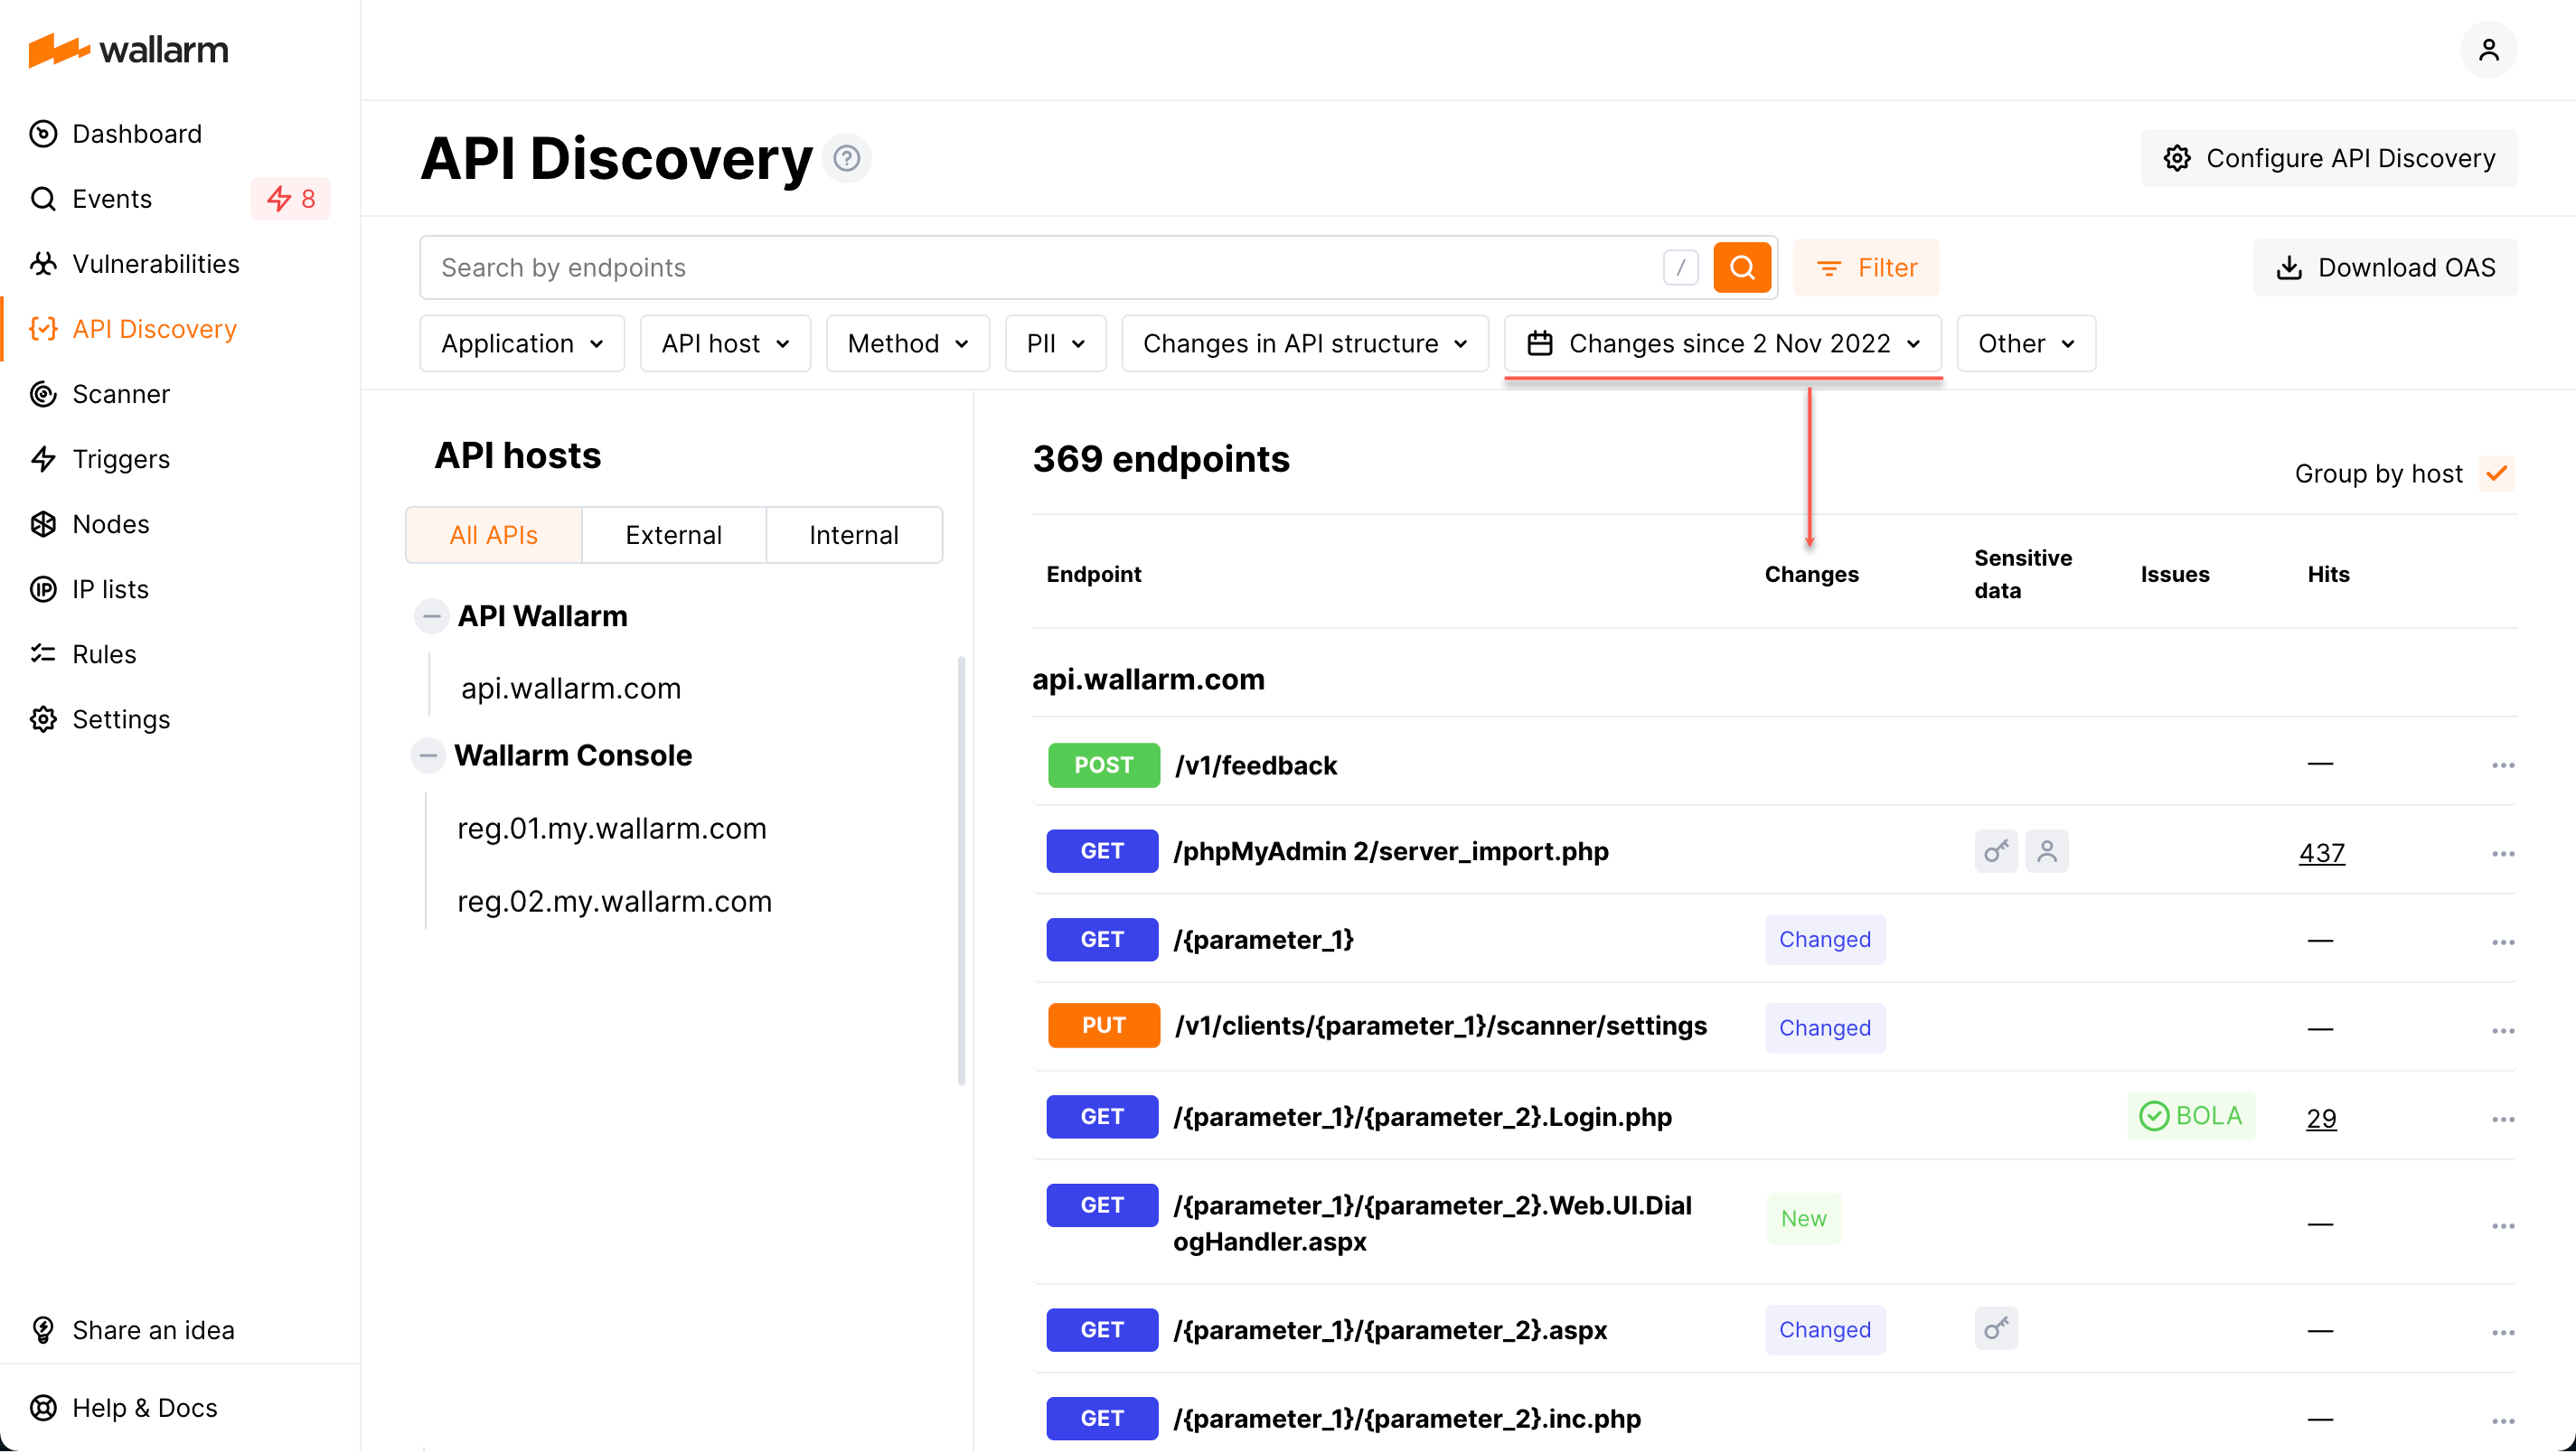 wallarm
Dashboard
Events
8
Vulnerabilities
API Discovery
Scanner
Triggers
Nodes
IP lists
Rules
Settings
Share an idea
Help & Docs
API Discovery ?
Configure API Discovery
Search by endpoints
/
Filter
Download OAS
Application
API host
Method
PII
Changes in API structure
Changes since 2 Nov 2022
Other
API hosts
All APIs
External
Internal
API Wallarm
api.wallarm.com
Wallarm Console
reg.01.my.wallarm.com
reg.02.my.wallarm.com
369 endpoints
Group by host
Endpoint
Changes
Sensitive
data
Issues
Hits
api.wallarm.com
POST /v1/feedback —
GET /phpMyAdmin 2/server_import.php 437
GET /{parameter_1} Changed —
PUT /v1/clients/{parameter_1}/scanner/settings Changed —
GET /{parameter_1}/{parameter_2}.Login.php BOLA 29
GET /{parameter_1}/{parameter_2}.Web.UI.Dial
ogHandler.aspx New —
GET /{parameter_1}/{parameter_2}.aspx Changed —
GET /{parameter_1}/{parameter_2}.inc.php —